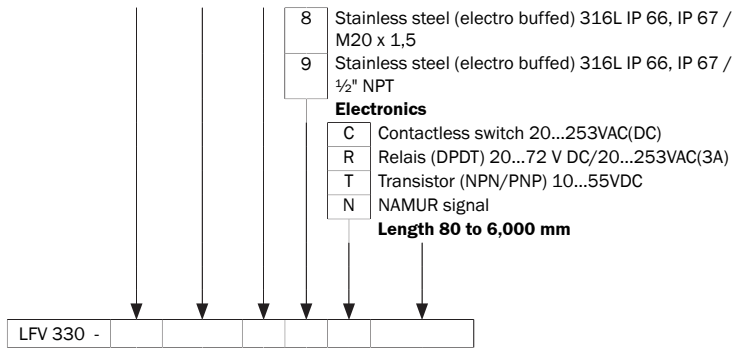 8 Stainless steel (electro buffed) 316L IP 66, IP 67 /
M20 x 1,5
9 Stainless steel (electro buffed) 316L IP 66, IP 67 /
½" NPT
Electronics
C Contactless switch 20...253VAC(DC)
R Relais (DPDT) 20...72 V DC/20...253VAC(3A)
T Transistor (NPN/PNP) 10...55VDC
N NAMUR signal
Length 80 to 6,000 mm
LFV 330 -